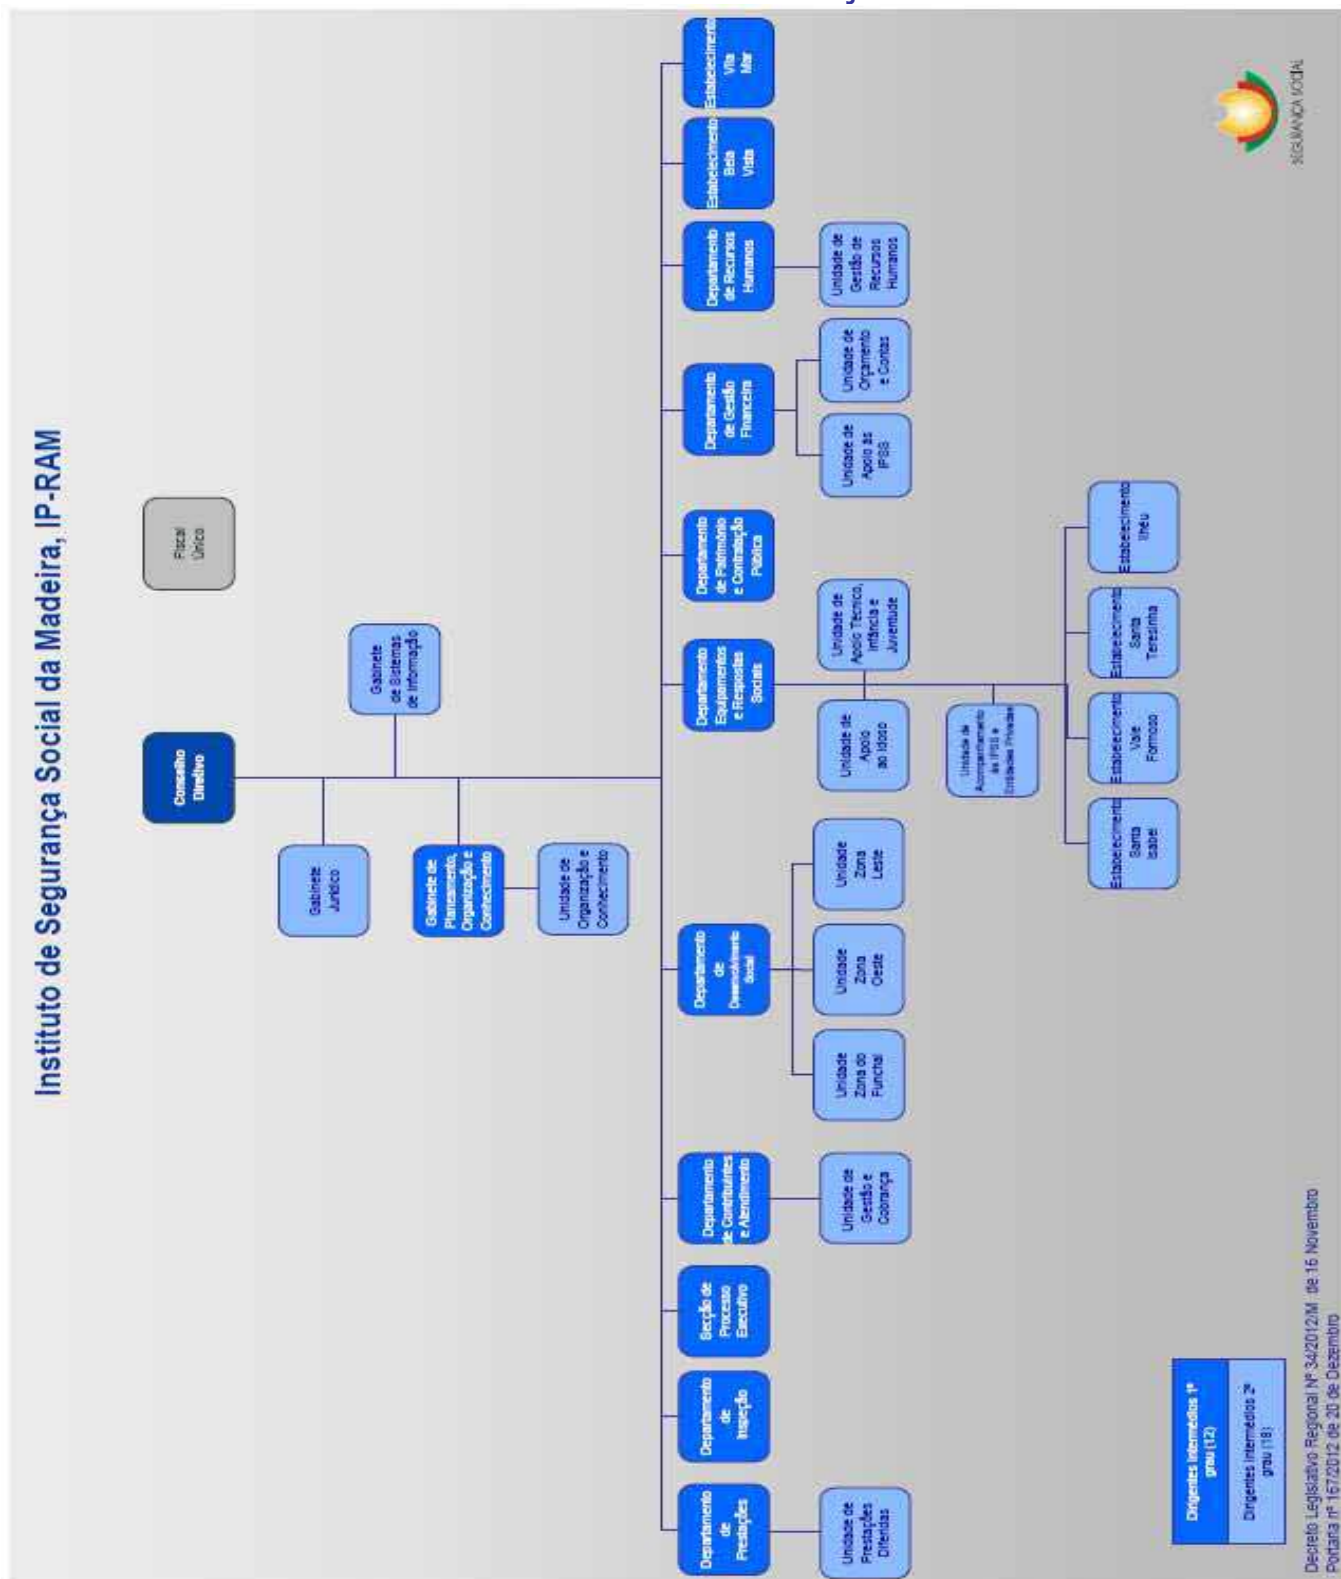 Instituto de Segurança Social da Madeira, IP-RAM
Conselho
Diretivo
Fiscal
Único
Gabinete
Jurídico
Gabinete
de Sistemas
de Informação
Gabinete de
Planeamento,
Organização e
Conhecimento
Unidade de
Organização e
Conhecimento
Departamento
de
Prestações
Departamento
de
Inspeção
Secção de
Processo
Executivo
Departamento
de Contribuintes
e Atendimento
Departamento
de
Desenvolvimento
Social
Departamento
Equipamentos
e Respostas
Sociais
Departamento
de Património
e Contratação
Pública
Departamento
de Gestão
Financeira
Departamento
de Recursos
Humanos
Estabelecimento
Bela
Vista
Estabelecimento
Vila
Mar
Unidade de
Prestações
Diferidas
Unidade de
Gestão e
Cobrança
Unidade
Zona do
Funchal
Unidade
Zona
Oeste
Unidade
Zona
Leste
Unidade de
Apoio
ao Idoso
Unidade de
Apoio Técnico,
Infância e
Juventude
Unidade de
Apoio às
IPSS
Unidade de
Orçamento
e Contas
Unidade de
Gestão de
Recursos
Humanos
Unidade de
Acompanhamento
às IPSS e
Entidades Privadas
Estabelecimento
Santa
Isabel
Estabelecimento
Vale
Formoso
Estabelecimento
Santa
Teresinha
Estabelecimento
Ilhéu
Dirigentes Intermédios 1º
grau (12)
Dirigentes Intermédios 2º
grau (18)
Decreto Legislativo Regional Nº 34/2012/M de 16 Novembro
Portaria nº 167/2012 de 20 de Dezembro
SEGURANÇA SOCIAL